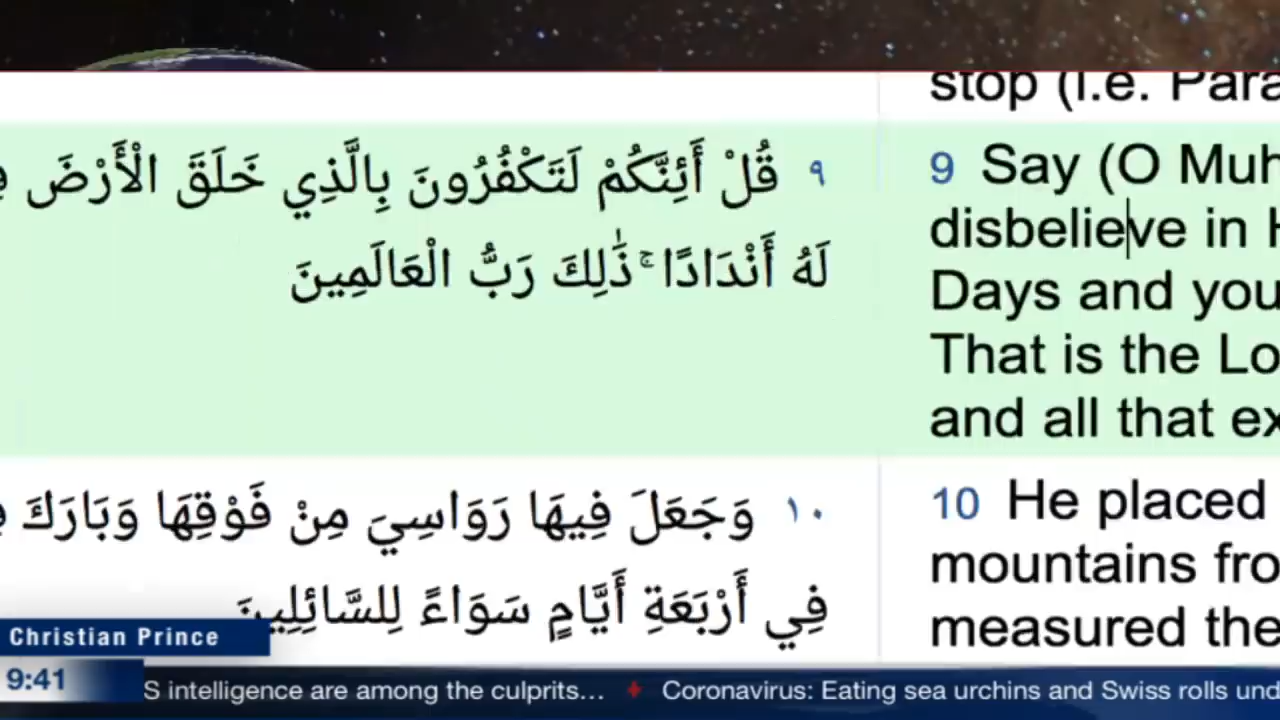 stop (i.e. Para
٩ قُلْ أَئِنَّكُمْ لَتَكْفُرُونَ بِالَّذِي خَلَقَ الْأَرْضَ
لَهُ أَنْدَادًا ۚ ذَٰلِكَ رَبُّ الْعَالَمِينَ
9 Say (O Muh
disbelieve in H
Days and you
That is the Lo
and all that ex
١٠ وَجَعَلَ فِيهَا رَوَاسِيَ مِنْ فَوْقِهَا وَبَارَكَ
فِي أَرْبَعَةِ أَيَّامٍ سَوَاءً لِلسَّائِلِينَ
10 He placed
mountains fro
measured the
Christian Prince
9:41
S intelligence are among the culprits... Coronavirus: Eating sea urchins and Swiss rolls und